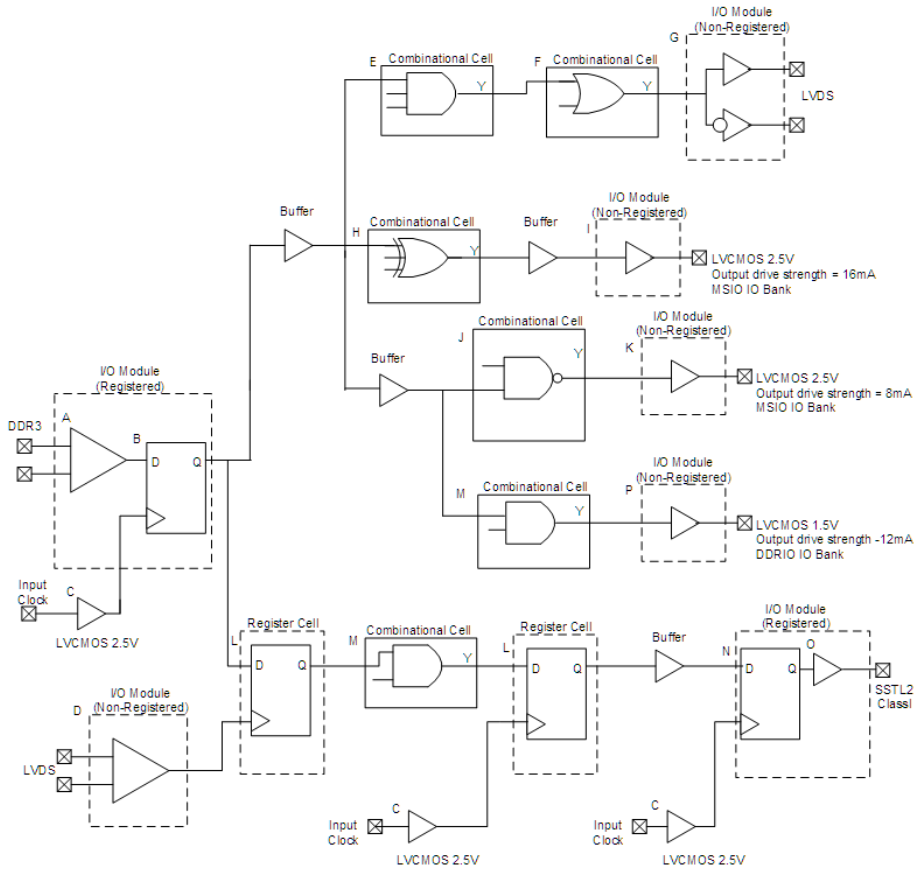 I/O Module
(Non-Registered)
G
LVDS
E
Combinational Cell
Y
F
Combinational Cell
Y
Buffer
H
Combinational Cell
Y
Buffer
I/O Module
(Non-Registered)
I
LVCMOS 2.5V
Output drive strength = 16mA
MSIO IO Bank
Buffer
Combinational Cell
J
Y
I/O Module
(Non-Registered)
K
LVCMOS 2.5V
Output drive strength = 8mA
MSIO IO Bank
I/O Module
(Registered)
DDR3
A
B
D
Q
Input
Clock
C
LVCMOS 2.5V
M
Combinational Cell
Y
I/O Module
(Non-Registered)
P
LVCMOS 1.5V
Output drive strength -12mA
DDRIO IO Bank
L
Register Cell
D
Q
M
Combinational Cell
Y
L
Register Cell
D
Q
Buffer
I/O Module
(Registered)
N
D
Q
O
SSTL2
ClassI
I/O Module
(Non-Registered)
D
LVDS
Input
Clock
C
LVCMOS 2.5V
Input
Clock
C
LVCMOS 2.5V